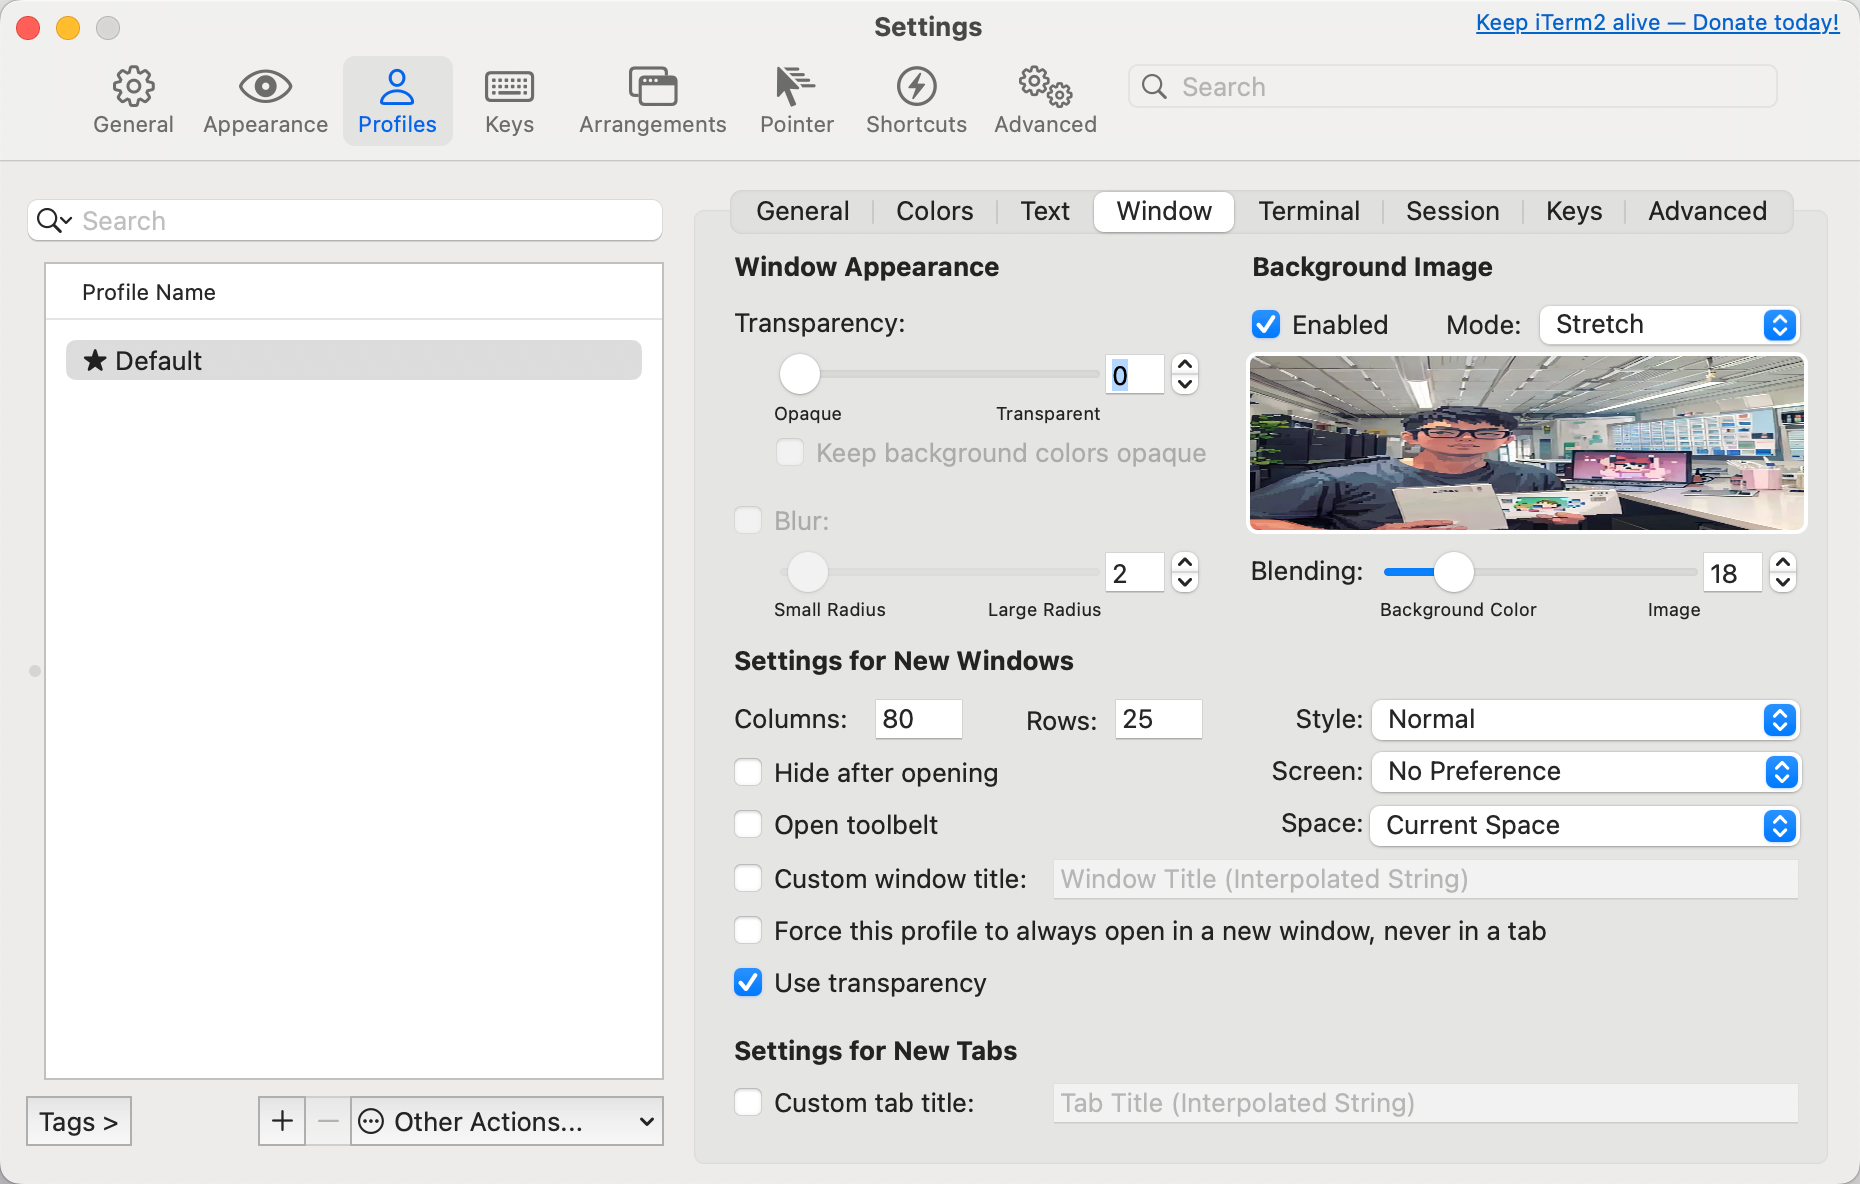 Settings
Keep iTerm2 alive — Donate today!
General
Appearance
Profiles
Keys
Arrangements
Pointer
Shortcuts
Advanced
Search
Search
Profile Name
★ Default
Tags >
Other Actions...
General
Colors
Text
Window
Terminal
Session
Keys
Advanced
Window Appearance
Transparency:
0
Opaque
Transparent
Keep background colors opaque
Blur:
2
Small Radius
Large Radius
Background Image
Enabled
Mode:
Stretch
Blending:
18
Background Color
Image
Settings for New Windows
Columns:
80
Rows:
25
Style:
Normal
Hide after opening
Screen:
No Preference
Open toolbelt
Space:
Current Space
Custom window title:
Window Title (Interpolated String)
Force this profile to always open in a new window, never in a tab
Use transparency
Settings for New Tabs
Custom tab title:
Tab Title (Interpolated String)